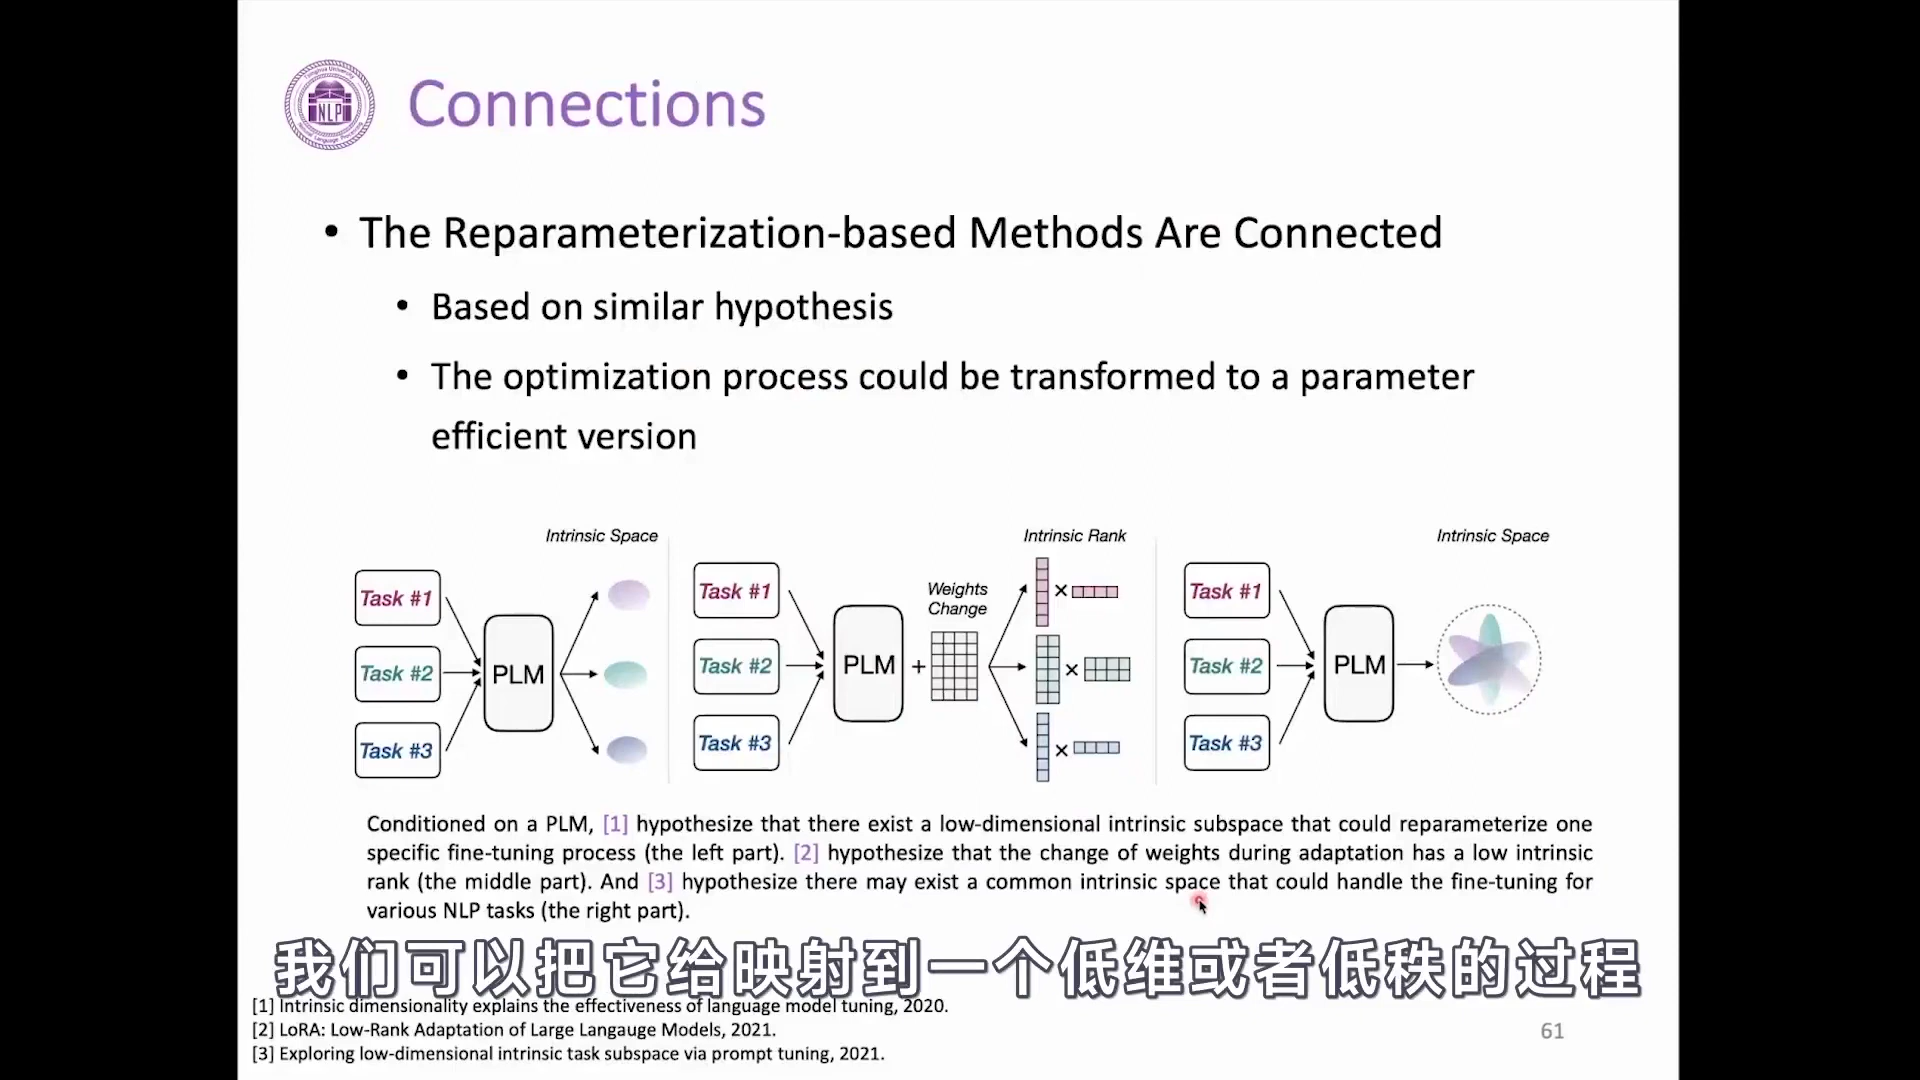 Tsinghua University
NLP
Natural Language Processing
Connections
• The Reparameterization-based Methods Are Connected
• Based on similar hypothesis
• The optimization process could be transformed to a parameter
efficient version
Intrinsic Space
Task #1
Task #2
Task #3
PLM
Intrinsic Rank
Task #1
Task #2
Task #3
PLM
+
Weights
Change
×
×
×
Intrinsic Space
Task #1
Task #2
Task #3
PLM
Conditioned on a PLM, [1] hypothesize that there exist a low-dimensional intrinsic subspace that could reparameterize one
specific fine-tuning process (the left part). [2] hypothesize that the change of weights during adaptation has a low intrinsic
rank (the middle part). And [3] hypothesize there may exist a common intrinsic space that could handle the fine-tuning for
various NLP tasks (the right part).
我们可以把它给映射到一个低维或者低秩的过程
[1] Intrinsic dimensionality explains the effectiveness of language model tuning, 2020.
[2] LoRA: Low-Rank Adaptation of Large Langauge Models, 2021.
[3] Exploring low-dimensional intrinsic task subspace via prompt tuning, 2021.
61